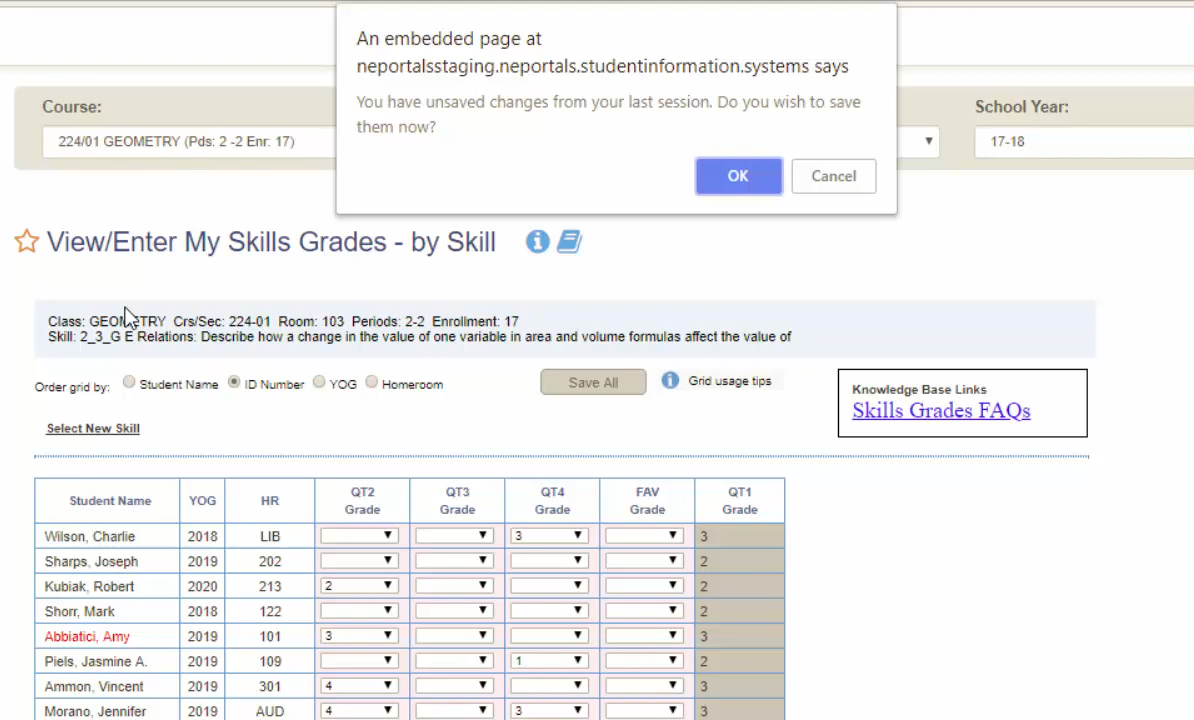 An embedded page at
neportalsstaging.neportals.studentinformation.systems says
You have unsaved changes from your last session. Do you wish to save
them now?
OK Cancel
Course: School Year:
224/01 GEOMETRY (Pds: 2 -2 Enr: 17) 17-18
View/Enter My Skills Grades - by Skill
Class: GEOMETRY Crs/Sec: 224-01 Room: 103 Periods: 2-2 Enrollment: 17
Skill: 2_3_G E Relations: Describe how a change in the value of one variable in area and volume formulas affect the value of
Order grid by: Student Name ID Number YOG Homeroom Save All Grid usage tips
Knowledge Base Links
Skills Grades FAQs
Select New Skill
Student Name YOG HR QT2 Grade QT3 Grade QT4 Grade FAV Grade QT1 Grade
Wilson, Charlie 2018 LIB 3 3
Sharps, Joseph 2019 202 2
Kubiak, Robert 2020 213 2 2
Shorr, Mark 2018 122 2
Abbiatici, Amy 2019 101 3 3
Piels, Jasmine A. 2019 109 1 2
Ammon, Vincent 2019 301 4 3
Morano, Jennifer 2019 AUD 4 3 3